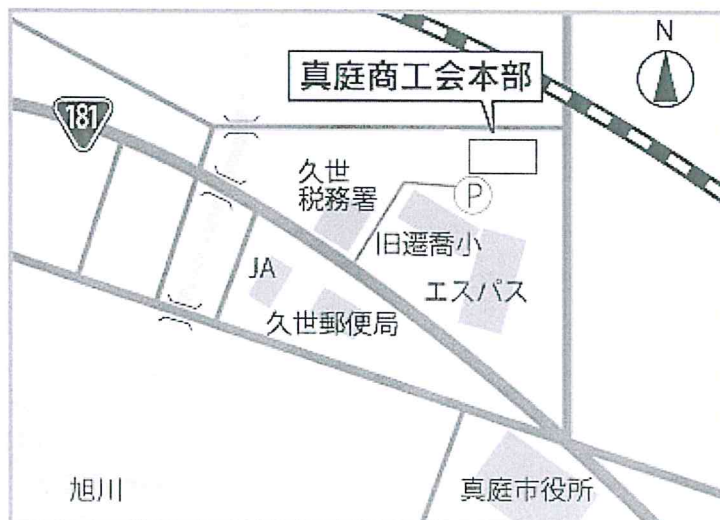 N
真庭商工会本部
181
久世
税務署
P
旧遷喬小
JA
エスパス
久世郵便局
旭川
真庭市役所